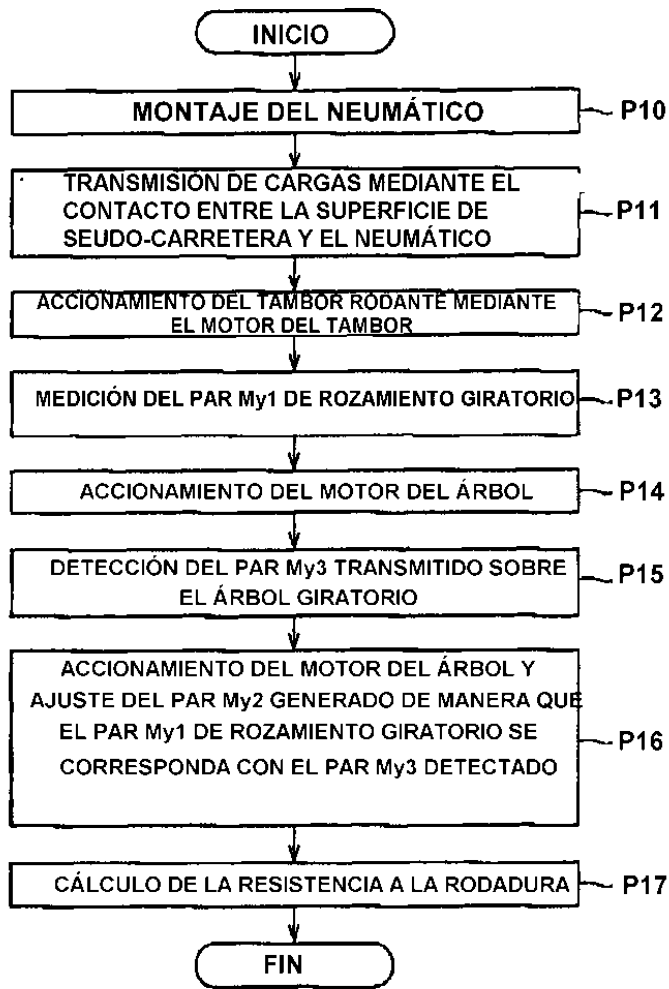 INICIO
MONTAJE DEL NEUMÁTICO
P10
TRANSMISIÓN DE CARGAS MEDIANTE EL
CONTACTO ENTRE LA SUPERFICIE DE
SEUDO-CARRETERA Y EL NEUMÁTICO
P11
ACCIONAMIENTO DEL TAMBOR RODANTE MEDIANTE
EL MOTOR DEL TAMBOR
P12
MEDICIÓN DEL PAR My1 DE ROZAMIENTO GIRATORIO
P13
ACCIONAMIENTO DEL MOTOR DEL ÁRBOL
P14
DETECCIÓN DEL PAR My3 TRANSMITIDO SOBRE
EL ÁRBOL GIRATORIO
P15
ACCIONAMIENTO DEL MOTOR DEL ÁRBOL Y
AJUSTE DEL PAR My2 GENERADO DE MANERA QUE
EL PAR My1 DE ROZAMIENTO GIRATORIO SE
CORRESPONDA CON EL PAR My3 DETECTADO
P16
CÁLCULO DE LA RESISTENCIA A LA RODADURA
P17
FIN